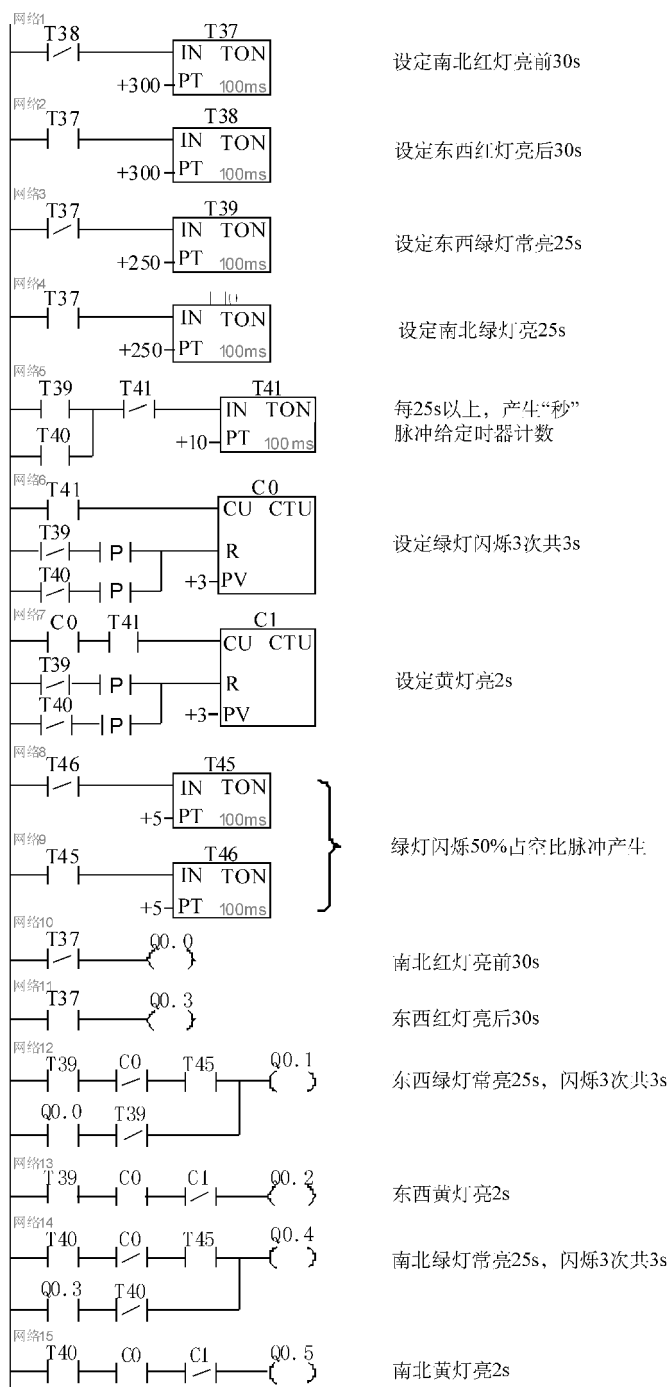 网络1
T38 T37
IN TON
+300 PT 100ms
设定南北红灯亮前30s
网络2
T37 T38
IN TON
+300 PT 100ms
设定东西红灯亮后30s
网络3
T37 T39
IN TON
+250 PT 100ms
设定东西绿灯常亮25s
网络4
T37
IN TON
+250 PT 100ms
设定南北绿灯亮25s
网络5
T39 T41 T41
IN TON
T40
+10 PT 100ms
每25s以上，产生“秒”
脉冲给定时器计数
网络6
T41 C0
CU CTU
T39
P R
T40
P +3 PV
设定绿灯闪烁3次共3s
网络7
C0 T41 C1
CU CTU
T39
P R
T40
P +3 PV
设定黄灯亮2s
网络8
T46 T45
IN TON
+5 PT 100ms
网络9
T45 T46
IN TON
+5 PT 100ms
绿灯闪烁50%占空比脉冲产生
网络10
T37 Q0.0
南北红灯亮前30s
网络11
T37 Q0.3
东西红灯亮后30s
网络12
T39 C0 T45 Q0.1
Q0.0 T39
东西绿灯常亮25s，闪烁3次共3s
网络13
T39 C0 C1 Q0.2
东西黄灯亮2s
网络14
T40 C0 T45 Q0.4
Q0.3 T40
南北绿灯常亮25s，闪烁3次共3s
网络15
T40 C0 C1 Q0.5
南北黄灯亮2s